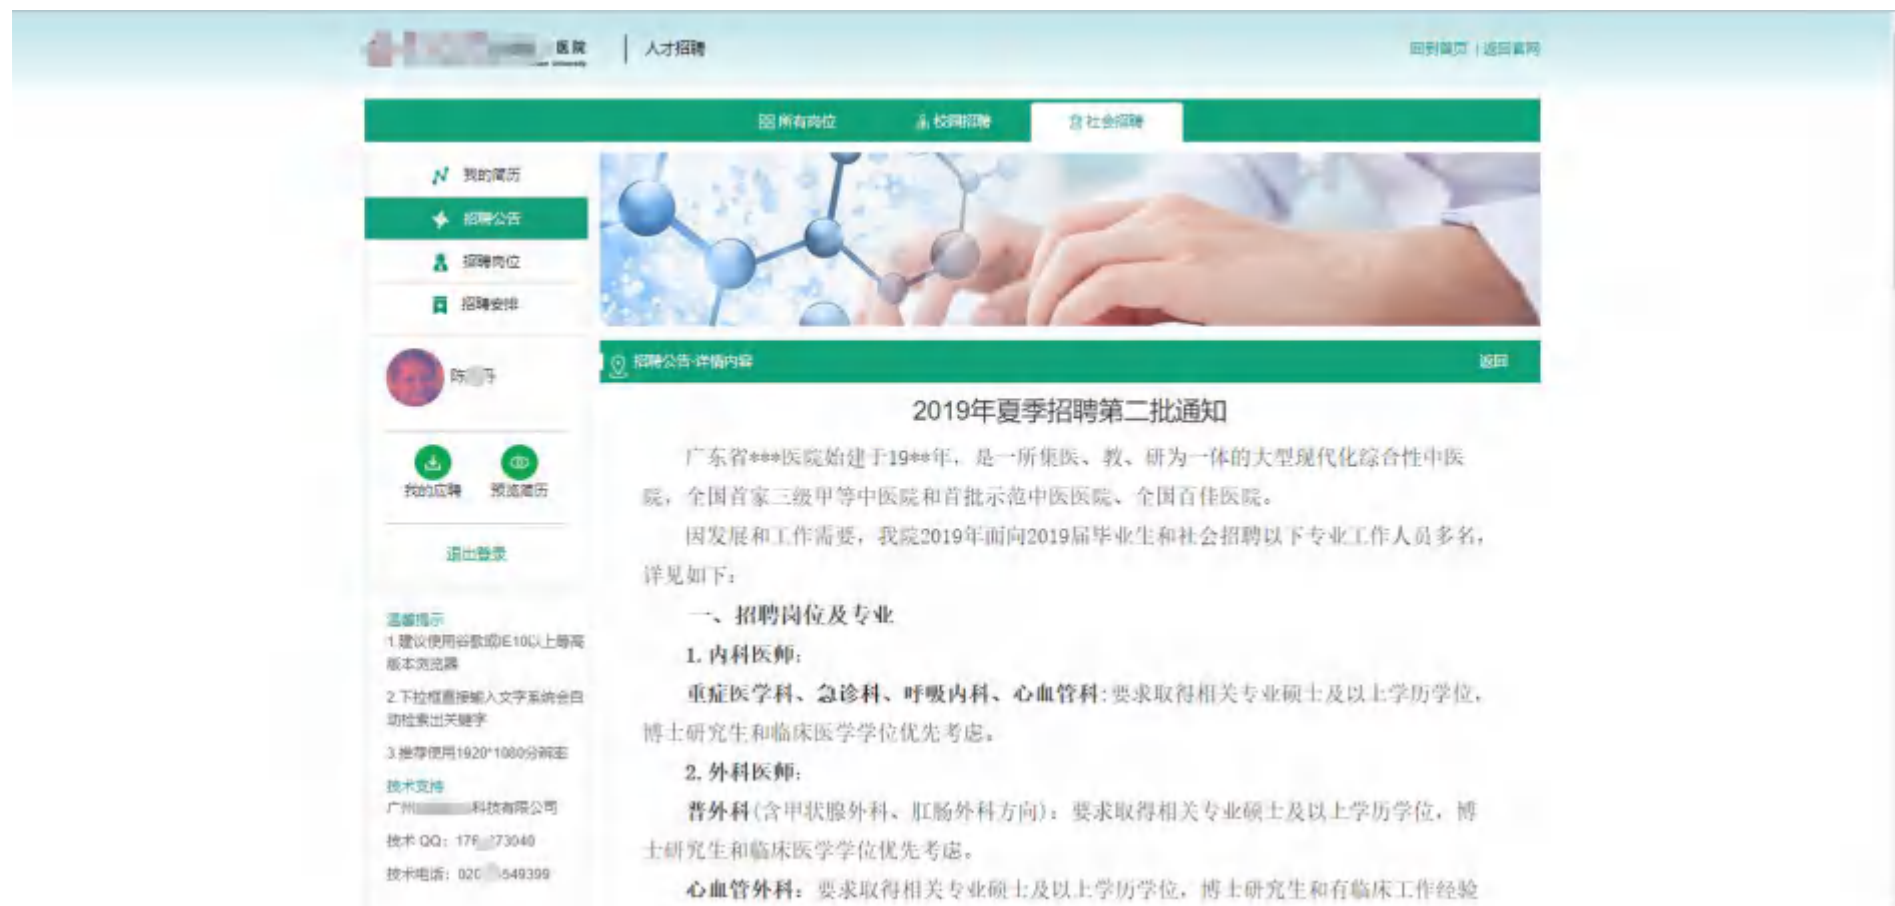 医院
人才招聘
回到首页 | 返回官网
所有岗位
校园招聘
社会招聘
我的简历
招聘公告
招聘岗位
招聘安排
陈
我的应聘
预览简历
退出登录
温馨提示
1.建议使用谷歌或IE10以上等高
版本浏览器
2.下拉框直接输入文字系统会自
动检索出关键字
3.推荐使用1920*1080分辨率
技术支持
广州 科技有限公司
技术 QQ：176 73040
技术电话：020 549399
招聘公告-详情内容
返回
2019年夏季招聘第二批通知
广东省***医院始建于19**年，是一所集医、教、研为一体的大型现代化综合性中医
院，全国首家三级甲等中医院和首批示范中医医院、全国百佳医院。
因发展和工作需要，我院2019年面向2019届毕业生和社会招聘以下专业工作人员多名，
详见如下：
一、招聘岗位及专业
1.内科医师：
重症医学科、急诊科、呼吸内科、心血管科:要求取得相关专业硕士及以上学历学位，
博士研究生和临床医学学位优先考虑。
2.外科医师：
普外科(含甲状腺外科、肛肠外科方向)：要求取得相关专业硕士及以上学历学位，博
士研究生和临床医学学位优先考虑。
心血管外科：要求取得相关专业硕士及以上学历学位，博士研究生和有临床工作经验